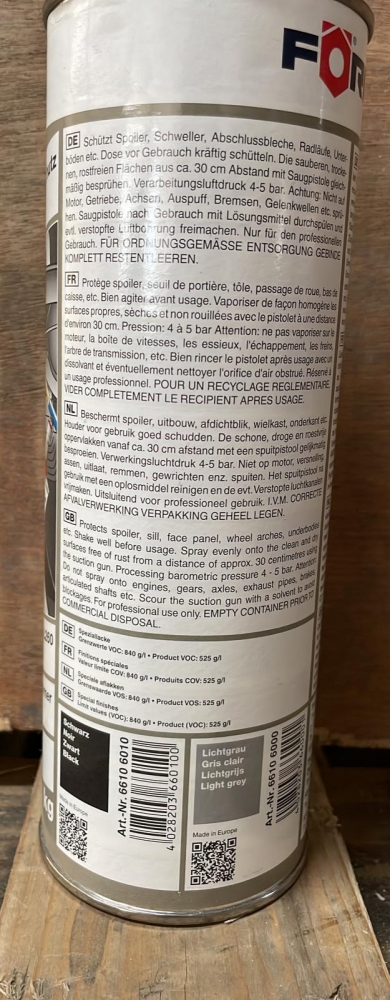 FÖR
DE Schützt Spoiler, Schweller, Abschlussbleche, Radläufe, Unter-
böden etc. Dose vor Gebrauch kräftig schütteln. Die sauberen, trocke-
nen, rostfreien Flächen aus ca. 30 cm Abstand mit Saugpistole gleich-
mäßig besprühen. Verarbeitungsluftdruck 4-5 bar. Achtung: Nicht auf
Motor, Getriebe, Achsen, Auspuff, Bremsen, Gelenkwellen etc. sprü-
hen. Saugpistole nach Gebrauch mit Lösungsmittel durchspülen und
evtl. verstopfte Luftbohrung freimachen. Nur für den professionellen
Gebrauch. FÜR ORDNUNGSGEMÄSSE ENTSORGUNG GEBINDE
KOMPLETT RESTENTLEEREN.
FR Protège spoiler, seuil de portière, tôle, passage de roue, bas de
caisse, etc. Bien agiter avant usage. Vaporiser de façon homogène les
surfaces propres, sèches et non rouillées avec le pistolet à une distance
d'environ 30 cm. Pression: 4 à 5 bar Attention: ne pas vaporiser sur le
moteur, la boîte de vitesses, les essieux, l'échappement, les freins,
l'arbre de transmission, etc. Bien rincer le pistolet après usage avec un
dissolvant et éventuellement nettoyer l'orifice d'air obstrué. Réservé à
un usage professionnel. POUR UN RECYCLAGE REGLEMENTAIRE
VIDER COMPLETEMENT LE RECIPIENT APRES USAGE.
NL Beschermt spoiler, uitbouw, afdichtblik, wielkast, onderkant etc.
Houder voor gebruik goed schudden. De schone, droge en roestvrije
oppervlakken vanaf ca. 30 cm afstand met een spuitpistool gelijkmatig
besproeien. Verwerkingsluchtdruk 4-5 bar. Niet op motor, versnelling,
assen, uitlaat, remmen, gewrichten enz. spuiten. Het spuitpistool na
gebruik met een oplosmiddel reinigen en de evt. Verstopte luchtkanalen
vrijmaken. Uitsluitend voor professioneel gebruik. I.V.M. CORRECTE
AFVALVERWERKING VERPAKKING GEHEEL LEGEN.
GB Protects spoiler, sill, face panel, wheel arches, underbodies
etc. Shake well before usage. Spray evenly onto the clean and dry
surfaces free of rust from a distance of approx. 30 centimetres using
the suction gun. Processing barometric pressure 4 - 5 bar. Attention:
Do not spray onto engines, gears, axles, exhaust pipes, brakes,
articulated shafts etc. Scour the suction gun with a solvent to avoid
blockages. For professional use only. EMPTY CONTAINER PRIOR TO
COMMERCIAL DISPOSAL.
DE Speziallacke
Grenzwerte VOC: 840 g/l • Product VOC: 525 g/l
FR Finitions spéciales
Valeur limite COV: 840 g/l • Produits COV: 525 g/l
NL Speciale aflakken
Grenswaarde VOS: 840 g/l • Product VOS: 525 g/l
GB Special finishes
Limit values (VOC): 840 g/l • Product (VOC): 525 g/l
Schwarz
Noir
Zwart
Black
Art.-Nr. 6610 6010
4 028203 660100
Made in Europe
Lichtgrau
Gris clair
Lichtgrijs
Light grey
Art.-Nr. 6610 6000
Made in Europe
kg